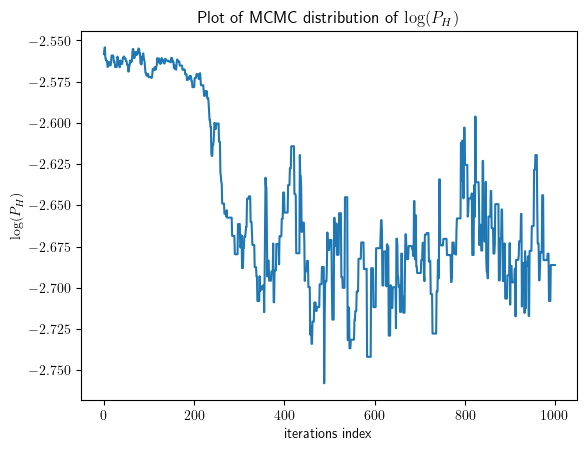 Plot of MCMC distribution of log(P_H)
−2.550
−2.575
−2.600
−2.625
−2.650
−2.675
−2.700
−2.725
−2.750
log(P_H)
0 200 400 600 800 1000
iterations index